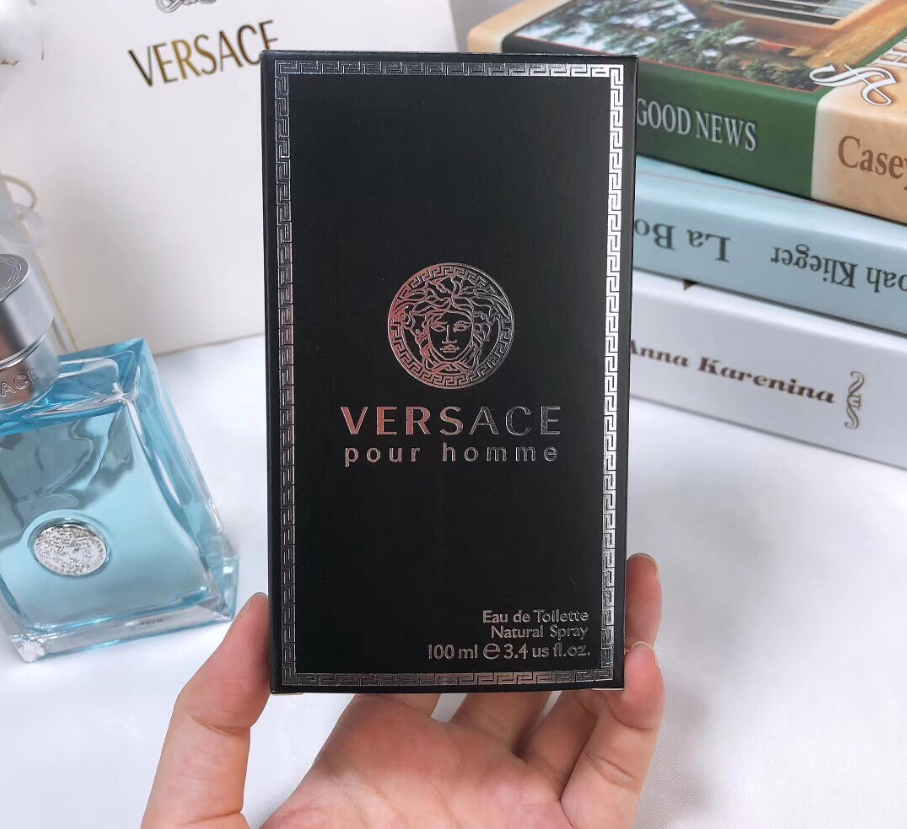 VERSACE
GOOD NEWS
Casey
La Bo
oah Klieger
Anna Karenina
VERSACE
pour homme
Eau de Toilette
Natural Spray
100 ml e 3.4 us fl.oz.